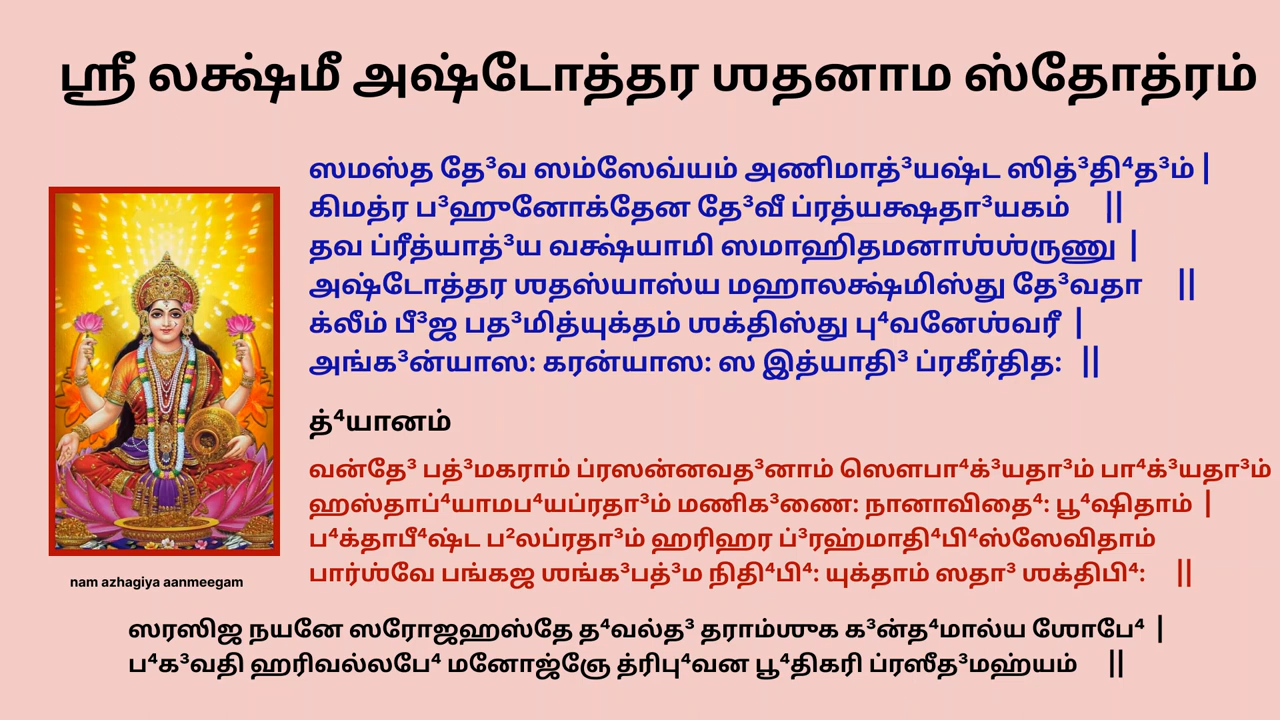 ஸ்ரீ லக்ஷ்மீ அஷ்டோத்தர ஶதனாம ஸ்தோத்ரம்
ஸமஸ்த தே³வ ஸம்ஸேவ்யம் அணிமாத்³யஷ்ட ஸித்³தி⁴த³ம் |
கிமத்ர ப³ஹுனோக்தேன தே³வீ ப்ரத்யக்ஷதா³யகம் ||
தவ ப்ரீத்யாத்³ய வக்ஷ்யாமி ஸமாஹிதமனாஶ்ஶ்ருணு |
அஷ்டோத்தர ஶதஸ்யாஸ்ய மஹாலக்ஷ்மிஸ்து தே³வதா ||
க்லீம் பீ³ஜ பத³மித்யுக்தம் ஶக்திஸ்து பு⁴வனேஶ்வரீ |
அங்க³ன்யாஸ: கரன்யாஸ: ஸ இத்யாதி³ ப்ரகீர்தித: ||
த்⁴யானம்
வன்தே³ பத்³மகராம் ப்ரஸன்னவத³னாம் ஸௌபா⁴க்³யதா³ம் பா⁴க்³யதா³ம்
ஹஸ்தாப்⁴யாமப⁴யப்ரதா³ம் மணிக³ணை: நானாவிதை⁴: பூ⁴ஷிதாம் |
ப⁴க்தாபீ⁴ஷ்ட ப²லப்ரதா³ம் ஹரிஹர ப்³ரஹ்மாதி⁴பி⁴ஸ்ஸேவிதாம்
பார்ஶ்வே பங்கஜ ஶங்க³பத்³ம நிதி⁴பி⁴: யுக்தாம் ஸதா³ ஶக்திபி⁴: ||
nam azhagiya aanmeegam
ஸரஸிஜ நயனே ஸரோஜஹஸ்தே த⁴வல்த³ தராம்ஶுக க³ன்த⁴மால்ய ஶோபே⁴ |
ப⁴க³வதி ஹரிவல்லபே⁴ மனோஜ்ஞே த்ரிபு⁴வன பூ⁴திகரி ப்ரஸீத³மஹ்யம் ||